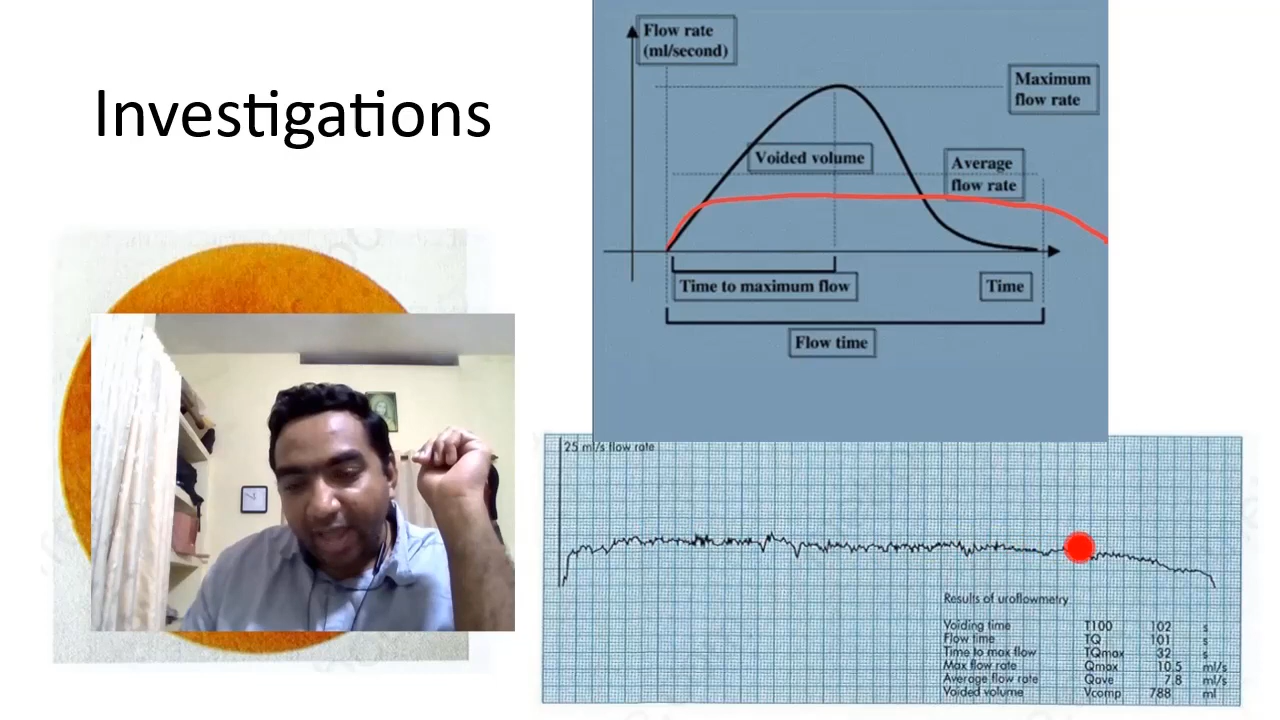 Investigations
Flow rate
(ml/second)
Maximum
flow rate
Voided volume
Average
flow rate
Time to maximum flow
Time
Flow time
25 ml/s flow rate
Results of uroflowmetry
Voiding time T100 102 s
Flow time TQ 101 s
Time to max flow TQmax 32 s
Max flow rate Qmax 10.5 ml/s
Average flow rate Qave 7.8 ml/s
Voided volume Vcomp 788 ml